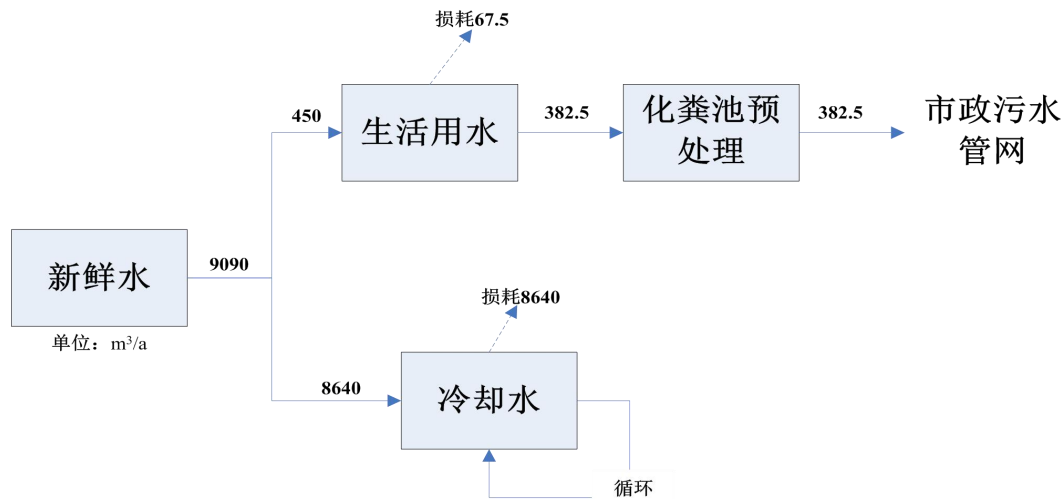 损耗67.5
450
生活用水
382.5
化粪池预
处理
382.5
市政污水
管网
新鲜水
9090
单位：m³/a
损耗8640
8640
冷却水
循环